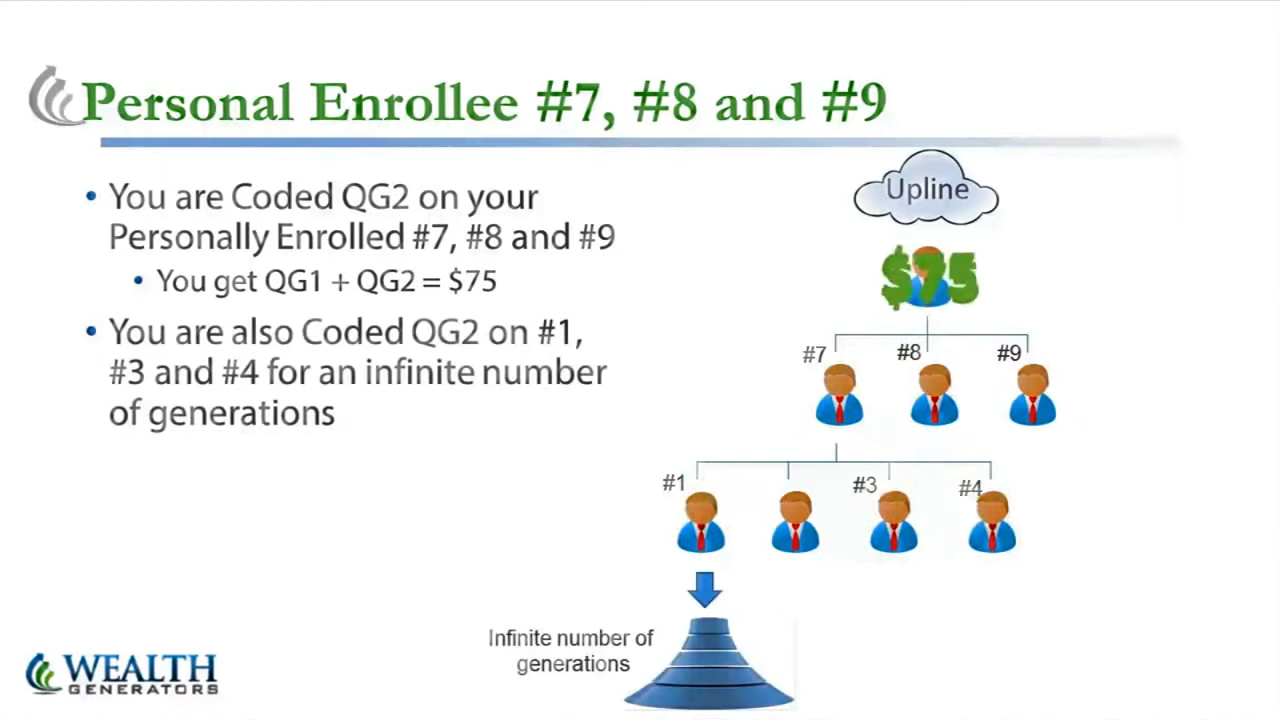 Personal Enrollee #7, #8 and #9
• You are Coded QG2 on your
Personally Enrolled #7, #8 and #9
• You get QG1 + QG2 = $75
• You are also Coded QG2 on #1,
#3 and #4 for an infinite number
of generations
Upline
$75
#7
#8
#9
#1
#3
#4
Infinite number of
generations
WEALTH
GENERATORS